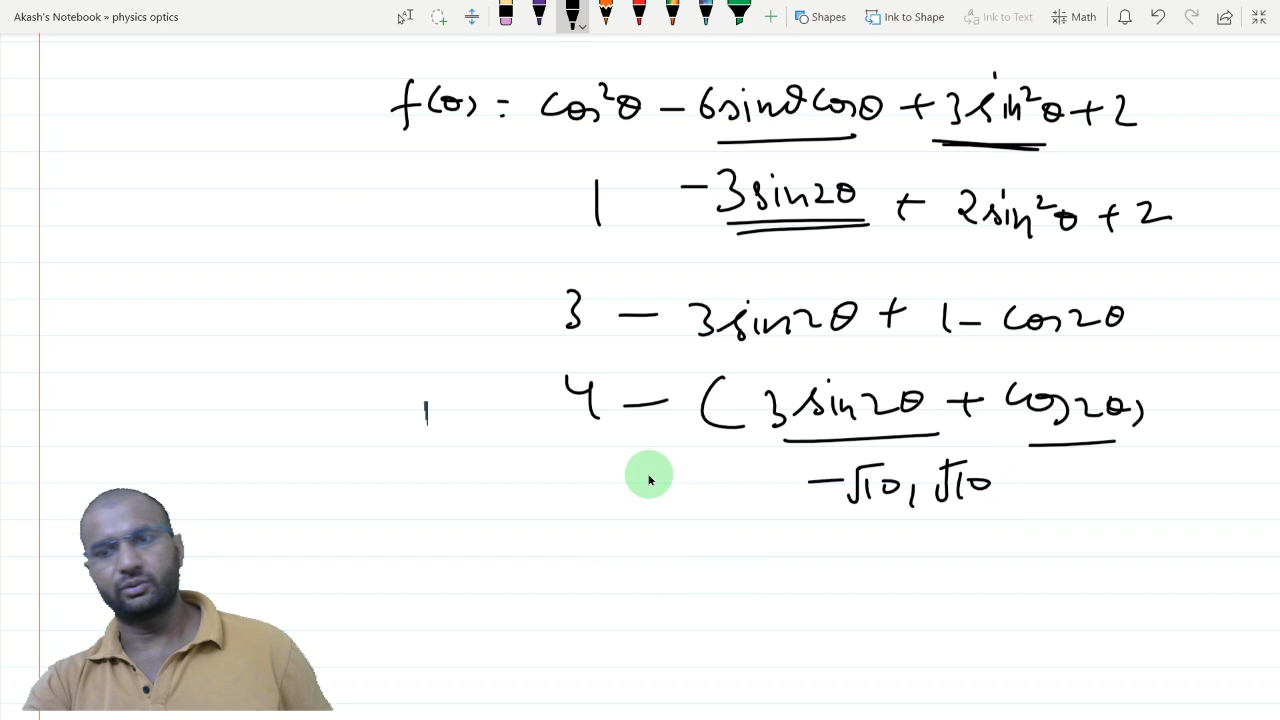 Akash's Notebook » physics optics
Shapes Ink to Shape Ink to Text Math
f(θ) = cos²θ − 6sinθcosθ + 3sin²θ + 2
1 − 3sin2θ + 2sin²θ + 2
3 − 3sin2θ + 1 − cos2θ
4 − (3sin2θ + cos2θ)
−√10, √10